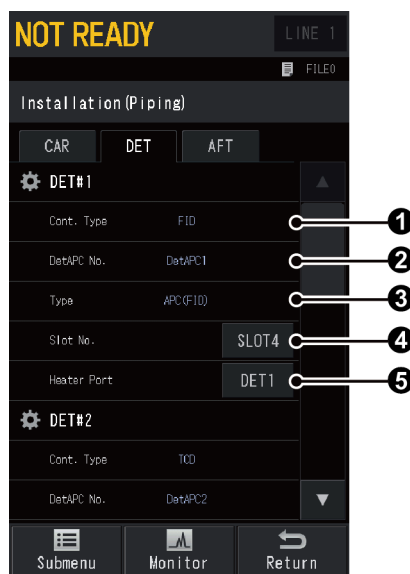 NOT READY LINE 1
FILE0
Installation(Piping)
CAR DET AFT
DET#1
Cont. Type FID 1
DetAPC No. DetAPC1 2
Type APC(FID) 3
Slot No. SLOT4 4
Heater Port DET1 5
DET#2
Cont. Type TCD
DetAPC No. DetAPC2
Submenu Monitor Return